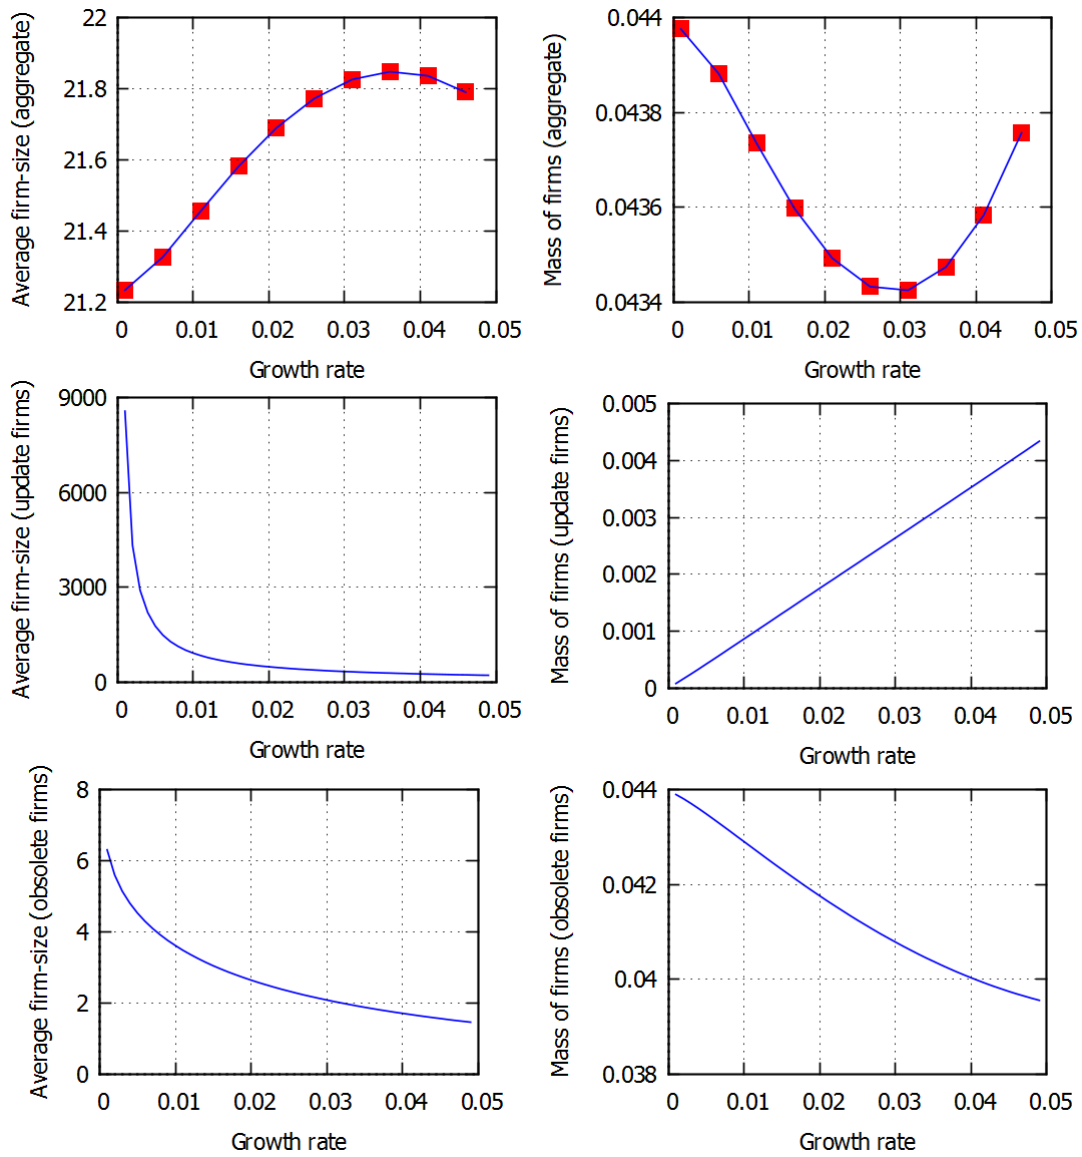 Average firm-size (aggregate)
22
21.8
21.6
21.4
21.2
0 0.01 0.02 0.03 0.04 0.05
Growth rate
Mass of firms (aggregate)
0.044
0.0438
0.0436
0.0434
0 0.01 0.02 0.03 0.04 0.05
Growth rate
Average firm-size (update firms)
9000
6000
3000
0
0 0.01 0.02 0.03 0.04 0.05
Growth rate
Mass of firms (update firms)
0.005
0.004
0.003
0.002
0.001
0
0 0.01 0.02 0.03 0.04 0.05
Growth rate
Average firm-size (obsolete firms)
8
6
4
2
0
0 0.01 0.02 0.03 0.04 0.05
Growth rate
Mass of firms (obsolete firms)
0.044
0.042
0.04
0.038
0 0.01 0.02 0.03 0.04 0.05
Growth rate